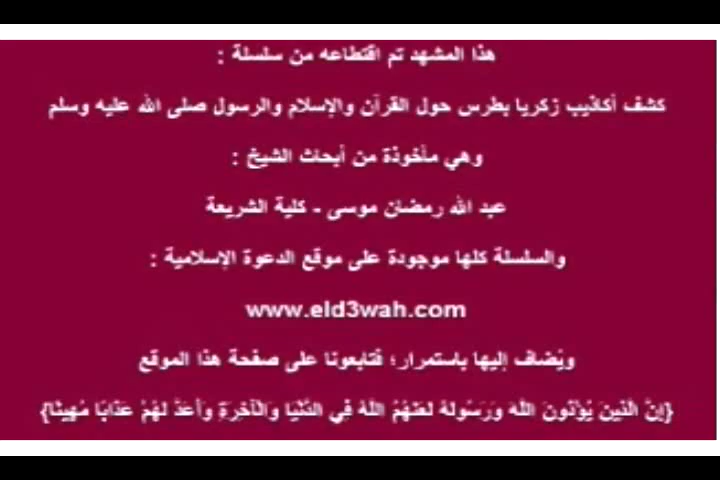 هذا المشهد تم اقتطاعه من سلسلة :
كشف أكاذيب زكريا بطرس حول القرآن والإسلام والرسول صلى الله عليه وسلم
وهي مأخوذة من أبحاث الشيخ :
عبد الله رمضان موسى - كلية الشريعة
والسلسلة كلها موجودة على موقع الدعوة الإسلامية :
www.eld3wah.com
ويُضاف إليها باستمرار؛ فتابعونا على صفحة هذا الموقع
{إِنَّ الَّذِينَ يُؤْذُونَ اللَّهَ وَرَسُولَهُ لَعَنَهُمُ اللَّهُ فِي الدُّنْيَا وَالْآخِرَةِ وَأَعَدَّ لَهُمْ عَذَابًا مُهِينًا}